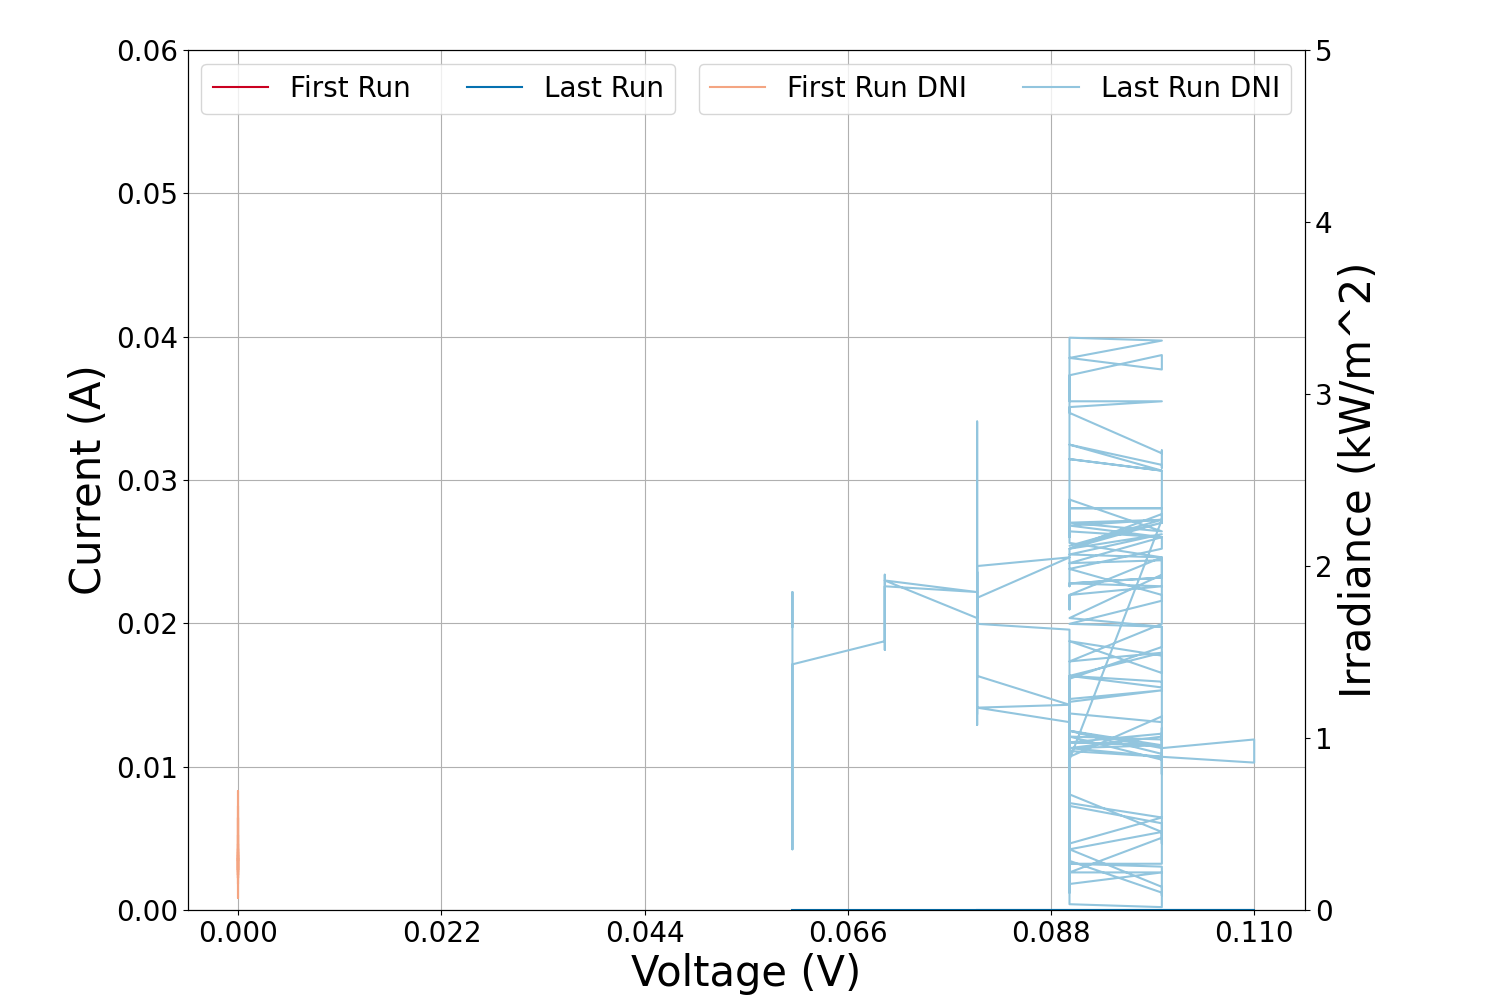 First Run
Last Run
First Run DNI
Last Run DNI
0.06
0.05
0.04
0.03
0.02
0.01
0.00
Current (A)
5
4
3
2
1
0
Irradiance (kW/m^2)
0.000 0.022 0.044 0.066 0.088 0.110
Voltage (V)